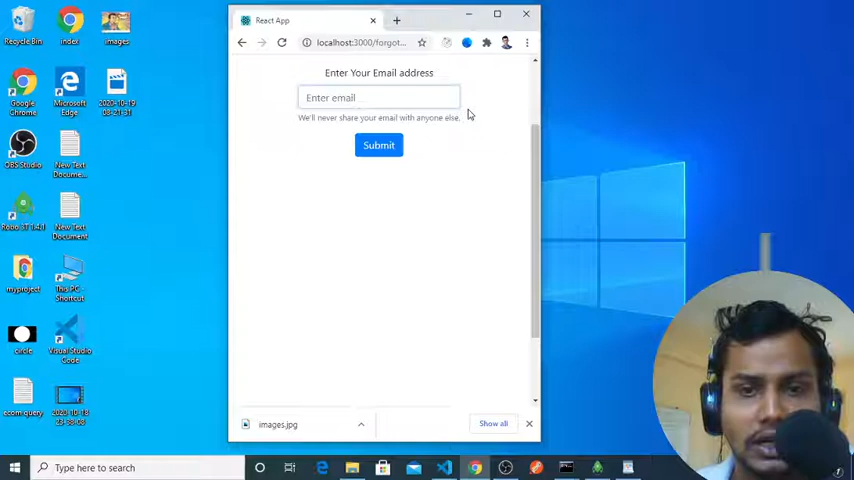 React App
localhost:3000/forgot...
Enter Your Email address
Enter email
We'll never share your email with anyone else.
Submit
images.jpg
Show all
Recycle Bin
index
images
Google
Chrome
Microsoft
Edge
2020-10-19
08-21-31
OBS Studio
New Text
Docume...
Robo 3T 1.4.1
New Text
Document
myproject
This PC -
Shortcut
circle
Visual Studio
Code
ecom query
2020-10-18
23-38-08
Type here to search